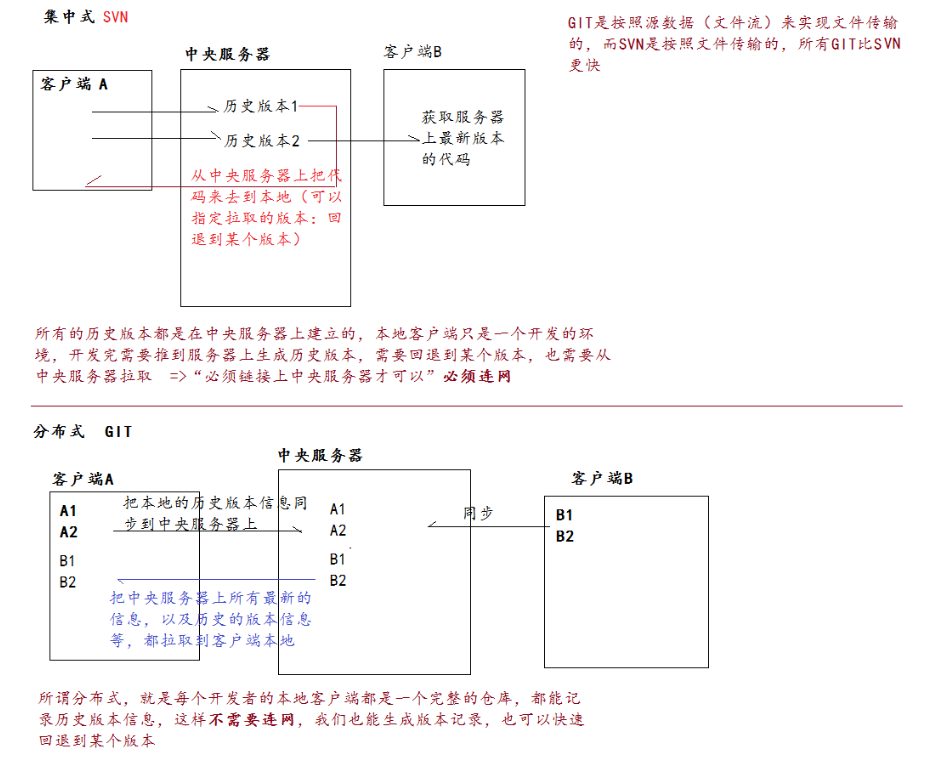 集中式 SVN
GIT是按照源数据（文件流）来实现文件传输
的，而SVN是按照文件传输的，所有GIT比SVN
更快
中央服务器
客户端B
客户端 A
历史版本1
历史版本2
获取服务器
上最新版本
的代码
从中央服务器上把代
码来去到本地（可以
指定拉取的版本：回
退到某个版本）
所有的历史版本都是在中央服务器上建立的，本地客户端只是一个开发的环
境，开发完需要推到服务器上生成历史版本，需要回退到某个版本，也需要从
中央服务器拉取 =>“必须链接上中央服务器才可以”必须连网
分布式 GIT
中央服务器
客户端A
客户端B
A1
A2
B1
B2
把本地的历史版本信息同
步到中央服务器上
A1
A2
B1
B2
同步
B1
B2
把中央服务器上所有最新的
信息，以及历史的版本信息
等，都拉取到客户端本地
所谓分布式，就是每个开发者的本地客户端都是一个完整的仓库，都能记
录历史版本信息，这样不需要连网，我们也能生成版本记录，也可以快速
回退到某个版本